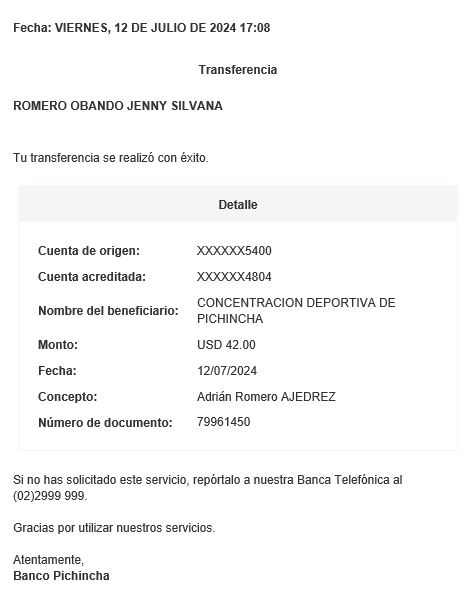 Fecha: VIERNES, 12 DE JULIO DE 2024 17:08
Transferencia
ROMERO OBANDO JENNY SILVANA
Tu transferencia se realizó con éxito.
Detalle
Cuenta de origen: XXXXXX5400
Cuenta acreditada: XXXXXX4804
Nombre del beneficiario: CONCENTRACION DEPORTIVA DE
PICHINCHA
Monto: USD 42.00
Fecha: 12/07/2024
Concepto: Adrián Romero AJEDREZ
Número de documento: 79961450
Si no has solicitado este servicio, repórtalo a nuestra Banca Telefónica al
(02)2999 999.
Gracias por utilizar nuestros servicios.
Atentamente,
Banco Pichincha